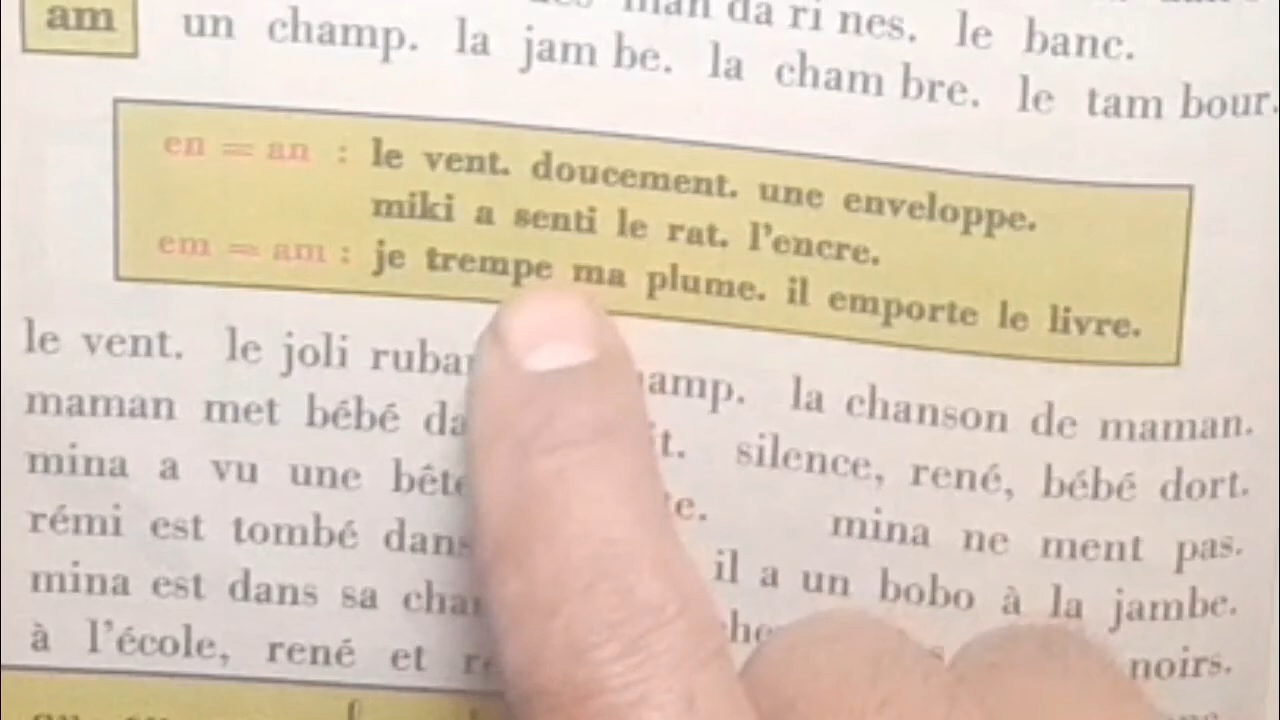 man da ri nes. le banc.
am un champ. la jam be. la cham bre. le tam bour.
en = an : le vent. doucement. une enveloppe.
miki a senti le rat. l'encre.
em = am : je trempe ma plume. il emporte le livre.
le vent. le joli amp. la chanson de maman.
maman met bébé silence, rené, bébé dort.
mina a vu une mina ne ment pas.
rémi est tombé dans il a un bobo à la jambe.
mina est dans sa
à l'école, rené et noirs.